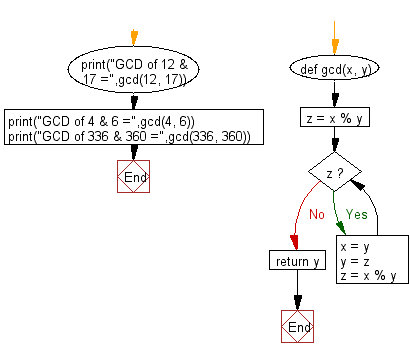 print("GCD of 12 &
17 =",gcd(12, 17))
print("GCD of 4 & 6 =",gcd(4, 6))
print("GCD of 336 & 360 =",gcd(336, 360))
End
def gcd(x, y)
z = x % y
z ?
No
Yes
x = y
y = z
z = x % y
return y
End